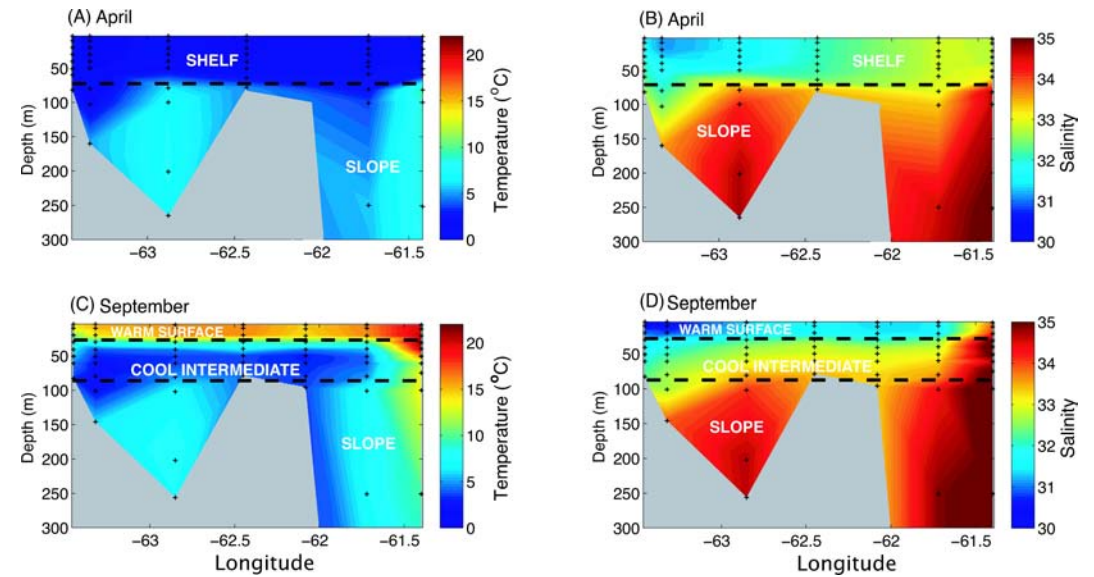 (A) April
SHELF
SLOPE
50
100
150
200
250
300
Depth (m)
−63
−62.5
−62
−61.5
20
15
10
5
0
Temperature (°C)
(B) April
SHELF
SLOPE
50
100
150
200
250
300
Depth (m)
−63
−62.5
−62
−61.5
35
34
33
32
31
30
Salinity
(C) September
WARM SURFACE
COOL INTERMEDIATE
SLOPE
50
100
150
200
250
300
Depth (m)
−63
−62.5
−62
−61.5
Longitude
20
15
10
5
0
Temperature (°C)
(D) September
WARM SURFACE
COOL INTERMEDIATE
SLOPE
50
100
150
200
250
300
Depth (m)
−63
−62.5
−62
−61.5
Longitude
35
34
33
32
31
30
Salinity